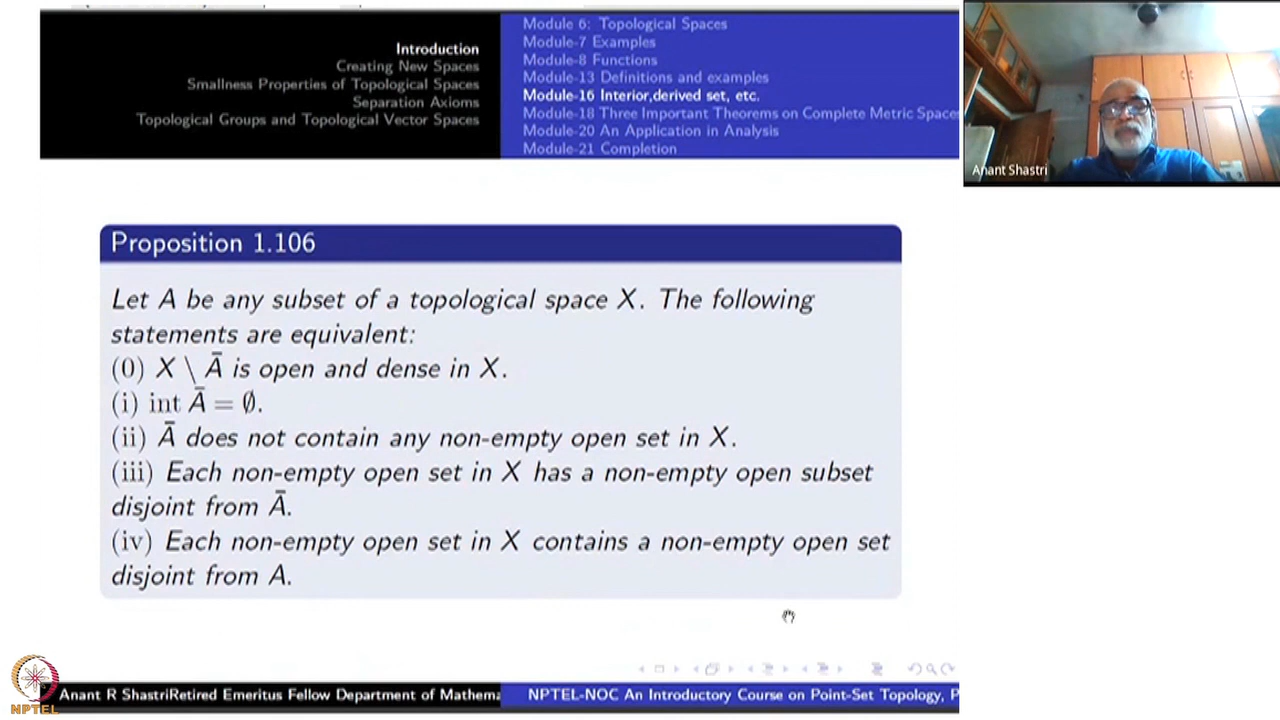 Introduction
Creating New Spaces
Smallness Properties of Topological Spaces
Separation Axioms
Topological Groups and Topological Vector Spaces
Module 6: Topological Spaces
Module-7 Examples
Module-8 Functions
Module-13 Definitions and examples
Module-16 Interior,derived set, etc.
Module-18 Three Important Theorems on Complete Metric Space
Module-20 An Application in Analysis
Module-21 Completion
Anant Shastri
Proposition 1.106
Let A be any subset of a topological space X. The following
statements are equivalent:
(0) X \ Ā is open and dense in X.
(i) int Ā = ∅.
(ii) Ā does not contain any non-empty open set in X.
(iii) Each non-empty open set in X has a non-empty open subset
disjoint from Ā.
(iv) Each non-empty open set in X contains a non-empty open set
disjoint from A.
NPTEL
Anant R ShastriRetired Emeritus Fellow Department of Mathema
NPTEL-NOC An Introductory Course on Point-Set Topology, P